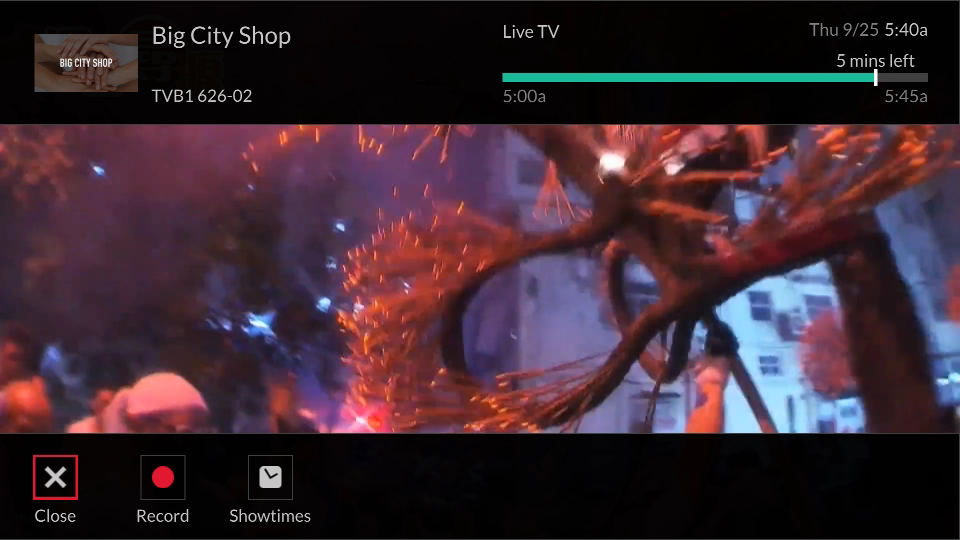 BIG CITY SHOP
Big City Shop
TVB1 626-02
Live TV
Thu 9/25 5:40a
5 mins left
5:00a
5:45a
Close
Record
Showtimes